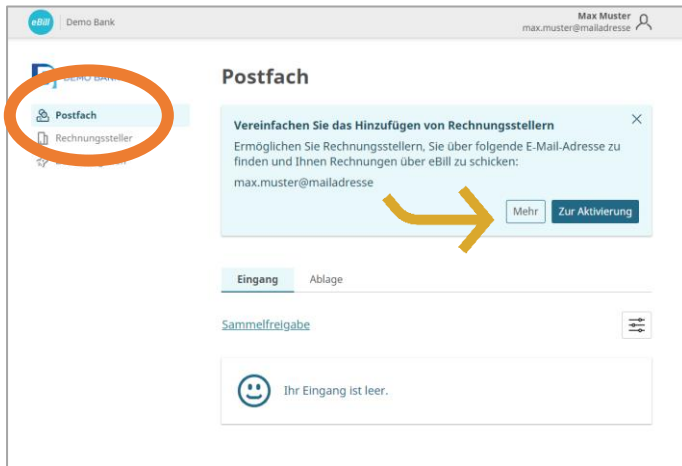 eBill
Demo Bank
Max Muster
max.muster@mailadresse
DEMO BANK
Postfach
Rechnungssteller
Postfach
Vereinfachen Sie das Hinzufügen von Rechnungsstellern
Ermöglichen Sie Rechnungsstellern, Sie über folgende E-Mail-Adresse zu
finden und Ihnen Rechnungen über eBill zu schicken:
max.muster@mailadresse
Mehr
Zur Aktivierung
Eingang
Ablage
Sammelfreigabe
Ihr Eingang ist leer.